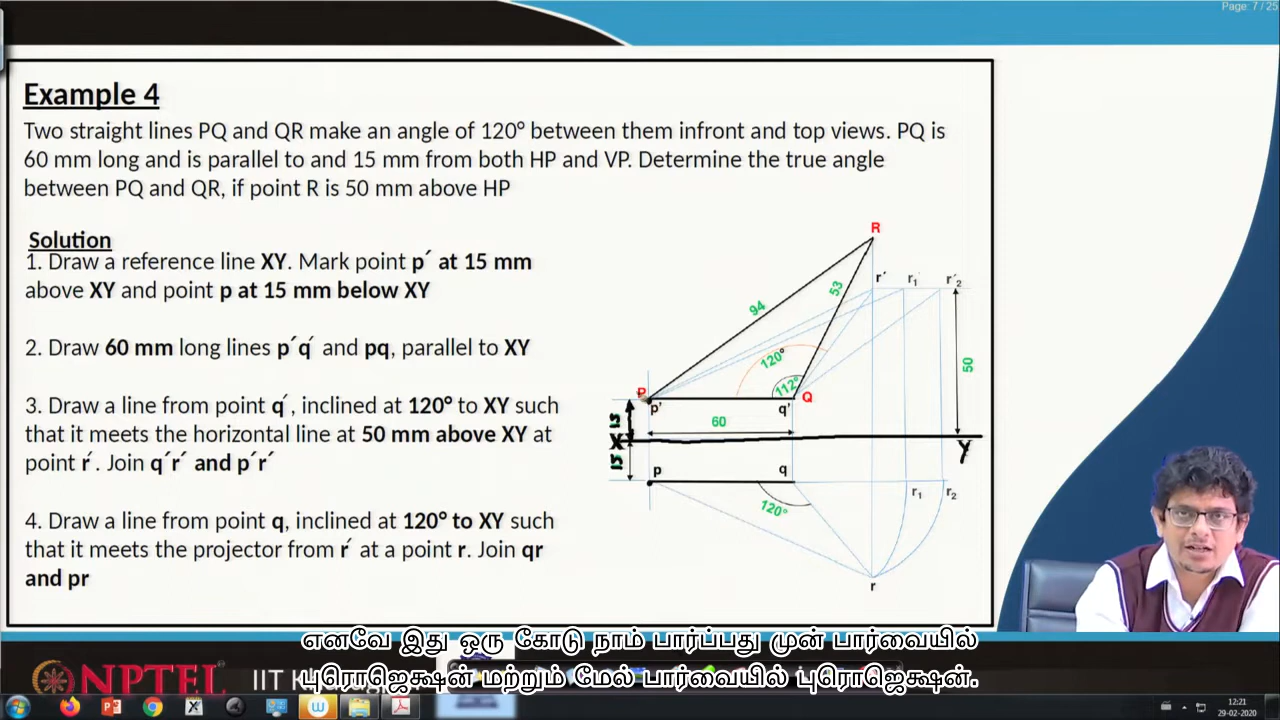 Page: 7 / 25
Example 4
Two straight lines PQ and QR make an angle of 120° between them infront and top views. PQ is
60 mm long and is parallel to and 15 mm from both HP and VP. Determine the true angle
between PQ and QR, if point R is 50 mm above HP
Solution
1. Draw a reference line XY. Mark point p´ at 15 mm
above XY and point p at 15 mm below XY
2. Draw 60 mm long lines p´q´ and pq, parallel to XY
3. Draw a line from point q´, inclined at 120° to XY such
that it meets the horizontal line at 50 mm above XY at
point r´. Join q´r´ and p´r´
4. Draw a line from point q, inclined at 120° to XY such
that it meets the projector from r´ at a point r. Join qr
and pr
R
r´ r₁ r´₂
53
94
120°
112°
50
P
Q
p' q'
15
60
X
Y
15
p q
r₁ r₂
120°
r
எனவே இது ஒரு கோடு நாம் பார்ப்பது முன் பார்வையில்
புரொஜெக்ஷன் மற்றும் மேல் பார்வையில் புரொஜெக்ஷன்.
NPTEL
12:21
29-02-2020